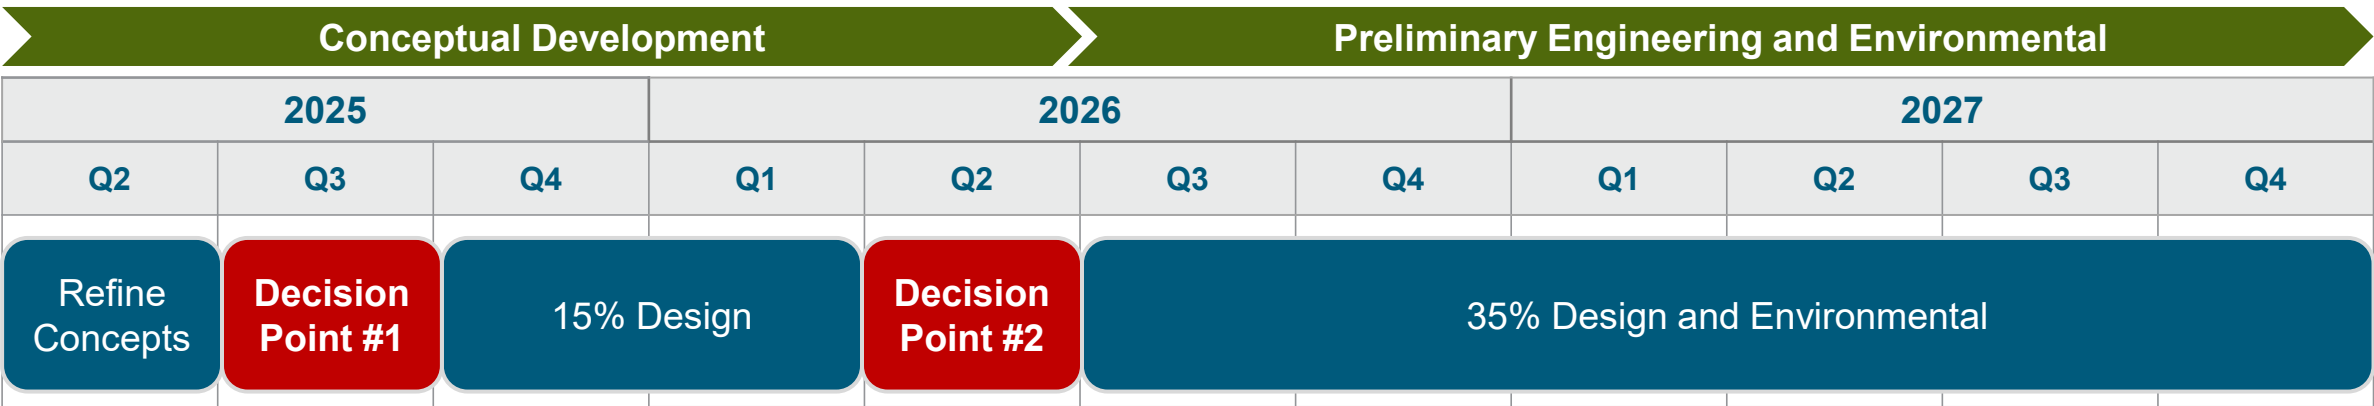 Conceptual Development Preliminary Engineering and Environmental
2025 2026 2027
Q2 Q3 Q4 Q1 Q2 Q3 Q4 Q1 Q2 Q3 Q4
Refine
Concepts
Decision
Point #1
15% Design
Decision
Point #2
35% Design and Environmental